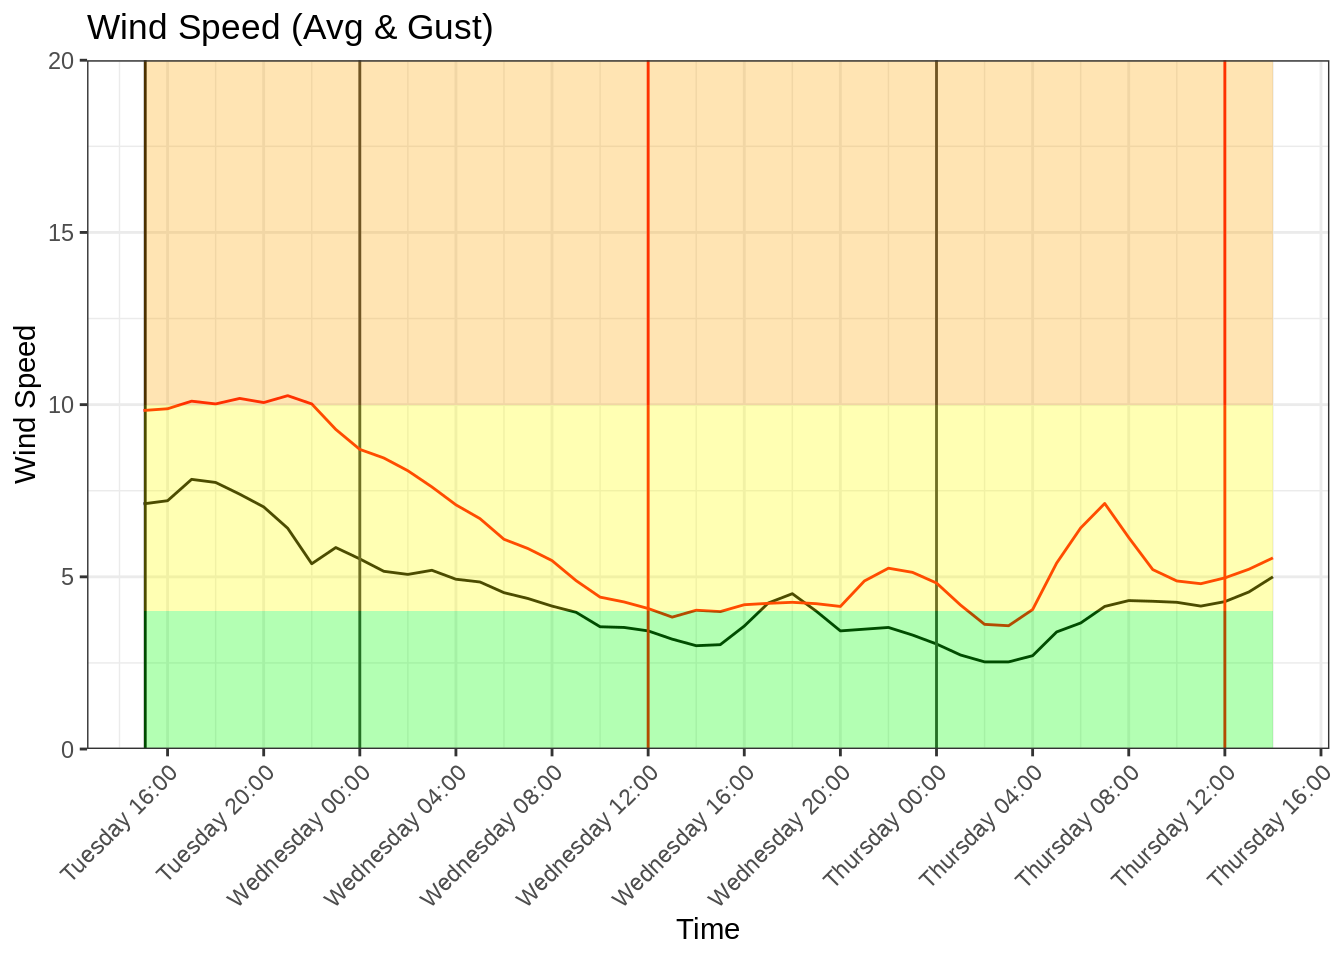 Wind Speed (Avg & Gust)
20
15
10
5
0
Wind Speed
Tuesday 16:00
Tuesday 20:00
Wednesday 00:00
Wednesday 04:00
Wednesday 08:00
Wednesday 12:00
Wednesday 16:00
Wednesday 20:00
Thursday 00:00
Thursday 04:00
Thursday 08:00
Thursday 12:00
Thursday 16:00
Time